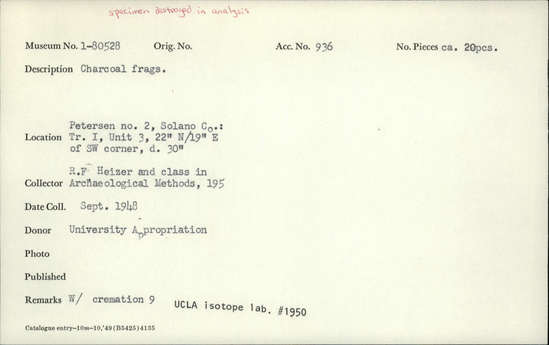 specimen destroyed in analysis
Museum No. 1-80528 Orig. No. Acc. No. 936 No. Pieces ca. 20pcs.
Description Charcoal frags.
Petersen no. 2, Solano Co.:
Location Tr. I, Unit 3, 22" N/19" E
of SW corner, d. 30"
R.F Heizer and class in
Collector Archaeological Methods, 195
Date Coll. Sept. 1948
Donor University Appropriation
Photo
Published
Remarks W/ cremation 9 UCLA isotope lab. #1950
Catalogue entry—10m-10,'49 (B5425) 4135